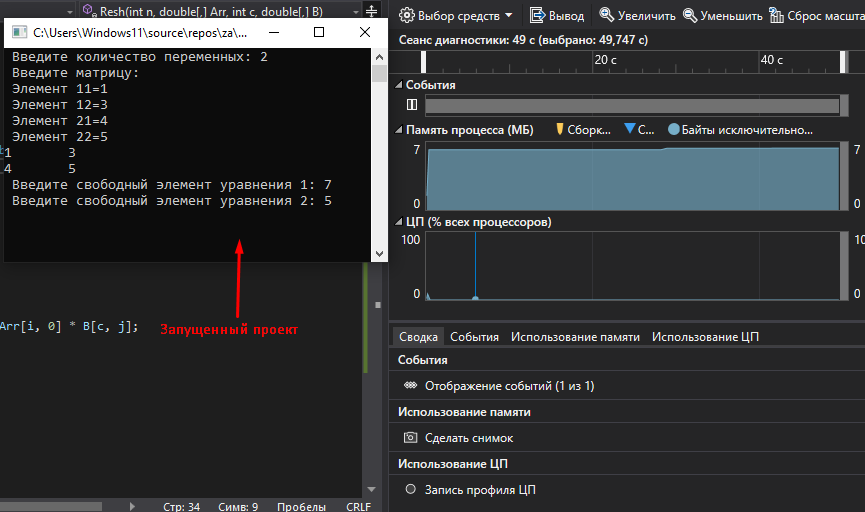 Resh(int n, double[,] Arr, int c, double[,] B)
C:\Users\Windows11\source\repos\za\...
Введите количество переменных: 2
Введите матрицу:
Элемент 11=1
Элемент 12=3
Элемент 21=4
Элемент 22=5
1 3
4 5
Введите свободный элемент уравнения 1: 7
Введите свободный элемент уравнения 2: 5
Arr[i, 0] * B[c, j];
Запущенный проект
Стр: 34 Симв: 9 Пробелы CRLF
Выбор средств Вывод Увеличить Уменьшить Сброс масшта
Сеанс диагностики: 49 с (выбрано: 49,747 с)
20 с 40 с
События
Память процесса (МБ) Сборк... С... Байты исключительно...
7 7
0 0
ЦП (% всех процессоров)
100 10
0 0
Сводка События Использование памяти Использование ЦП
События
Отображение событий (1 из 1)
Использование памяти
Сделать снимок
Использование ЦП
Запись профиля ЦП